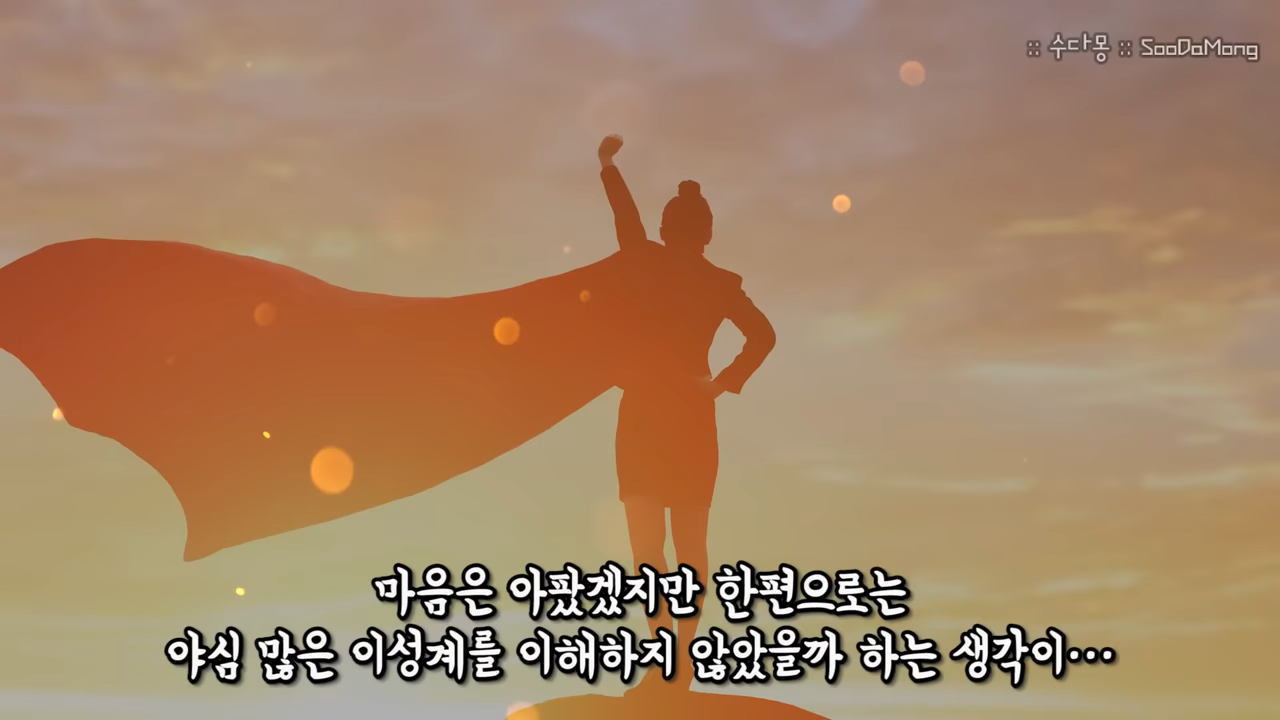 :: 수다몽 :: SooDaMong
마음은 아팠겠지만 한편으로는
야심 많은 이성계를 이해하지 않았을까 하는 생각이…